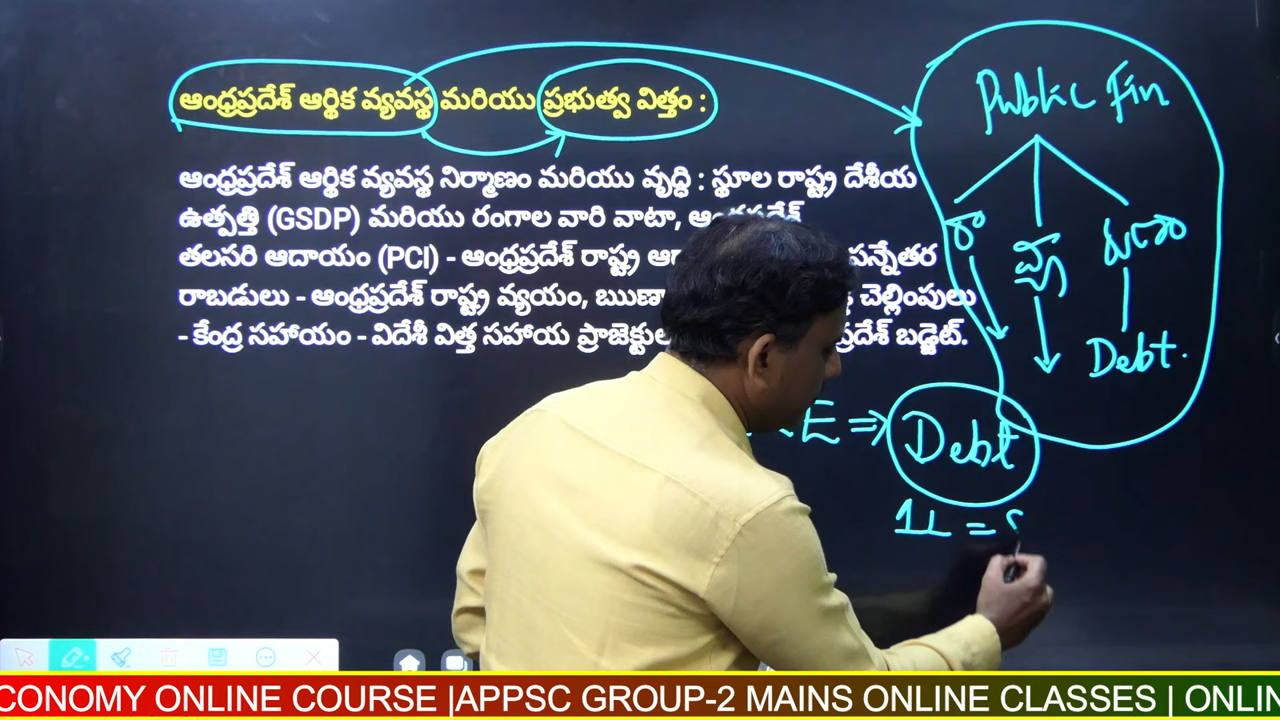 ఆంధ్రప్రదేశ్ ఆర్థిక వ్యవస్థ మరియు ప్రభుత్వ విత్తం :
ఆంధ్రప్రదేశ్ ఆర్థిక వ్యవస్థ నిర్మాణం మరియు వృద్ధి : స్థూల రాష్ట్ర దేశీయ
ఉత్పత్తి (GSDP) మరియు రంగాల వారి వాటా,
తలసరి ఆదాయం (PCI) - ఆంధ్రప్రదేశ్ రాష్ట్ర
రాబడులు - ఆంధ్రప్రదేశ్ రాష్ట్ర వ్యయం, చెల్లింపులు
- కేంద్ర సహాయం - విదేశీ విత్త సహాయ బడ్జెట్.
Public Fin
రా
Debt.
E ⇒ Debt
1L =
CONOMY ONLINE COURSE |APPSC GROUP-2 MAINS ONLINE CLASSES | ONLIN